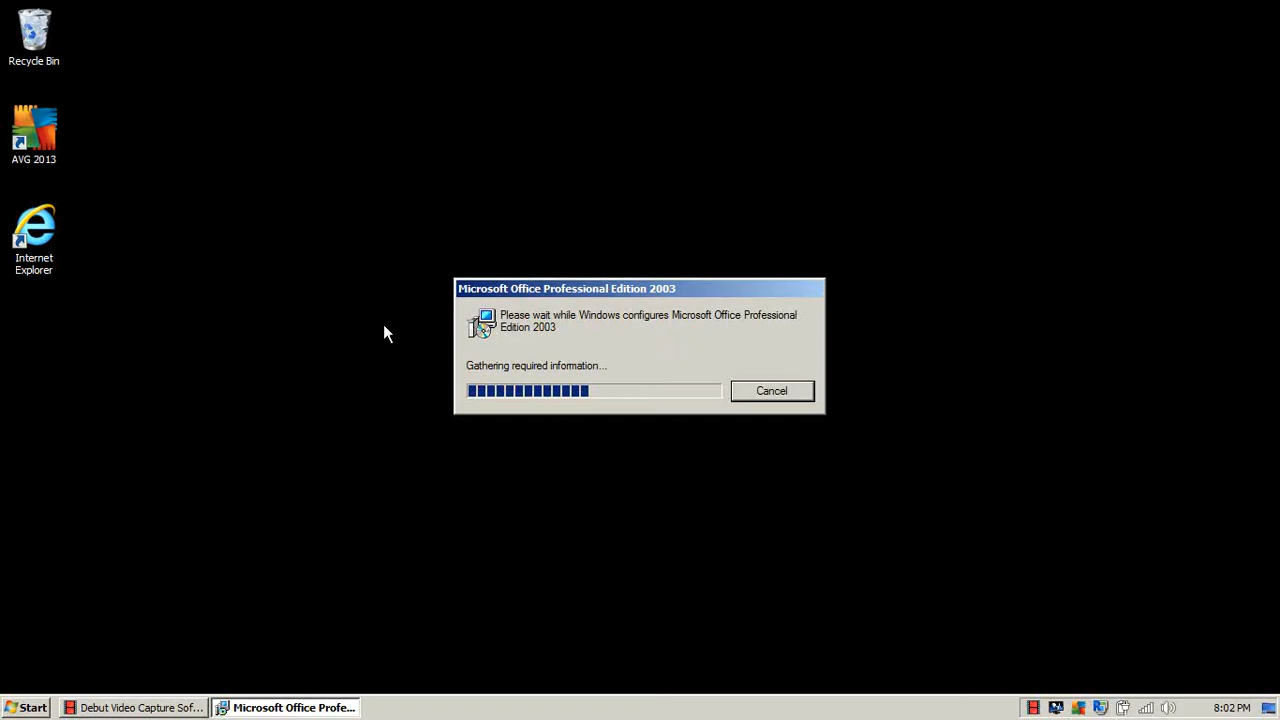 Recycle Bin
AVG 2013
Internet
Explorer
Microsoft Office Professional Edition 2003
Please wait while Windows configures Microsoft Office Professional
Edition 2003
Gathering required information...
Cancel
Start
Debut Video Capture Sof...
Microsoft Office Profe...
8:02 PM